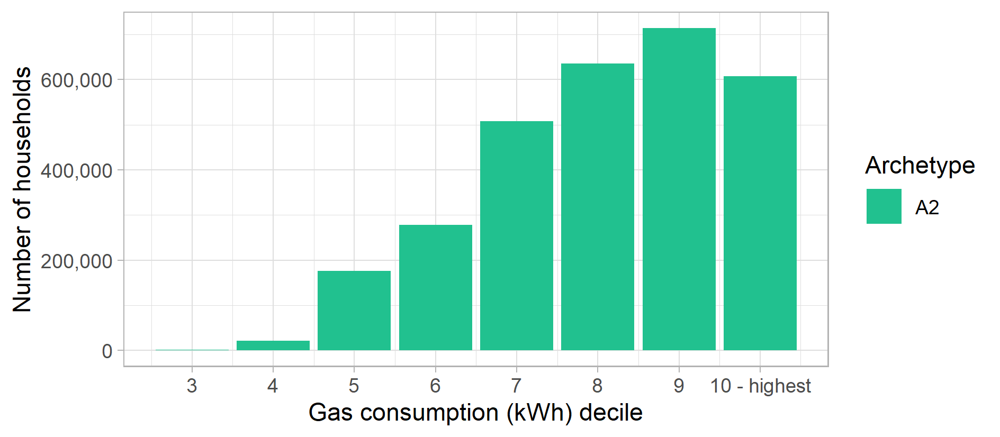 Number of households
600,000
400,000
200,000
0
3 4 5 6 7 8 9 10 - highest
Gas consumption (kWh) decile
Archetype
A2